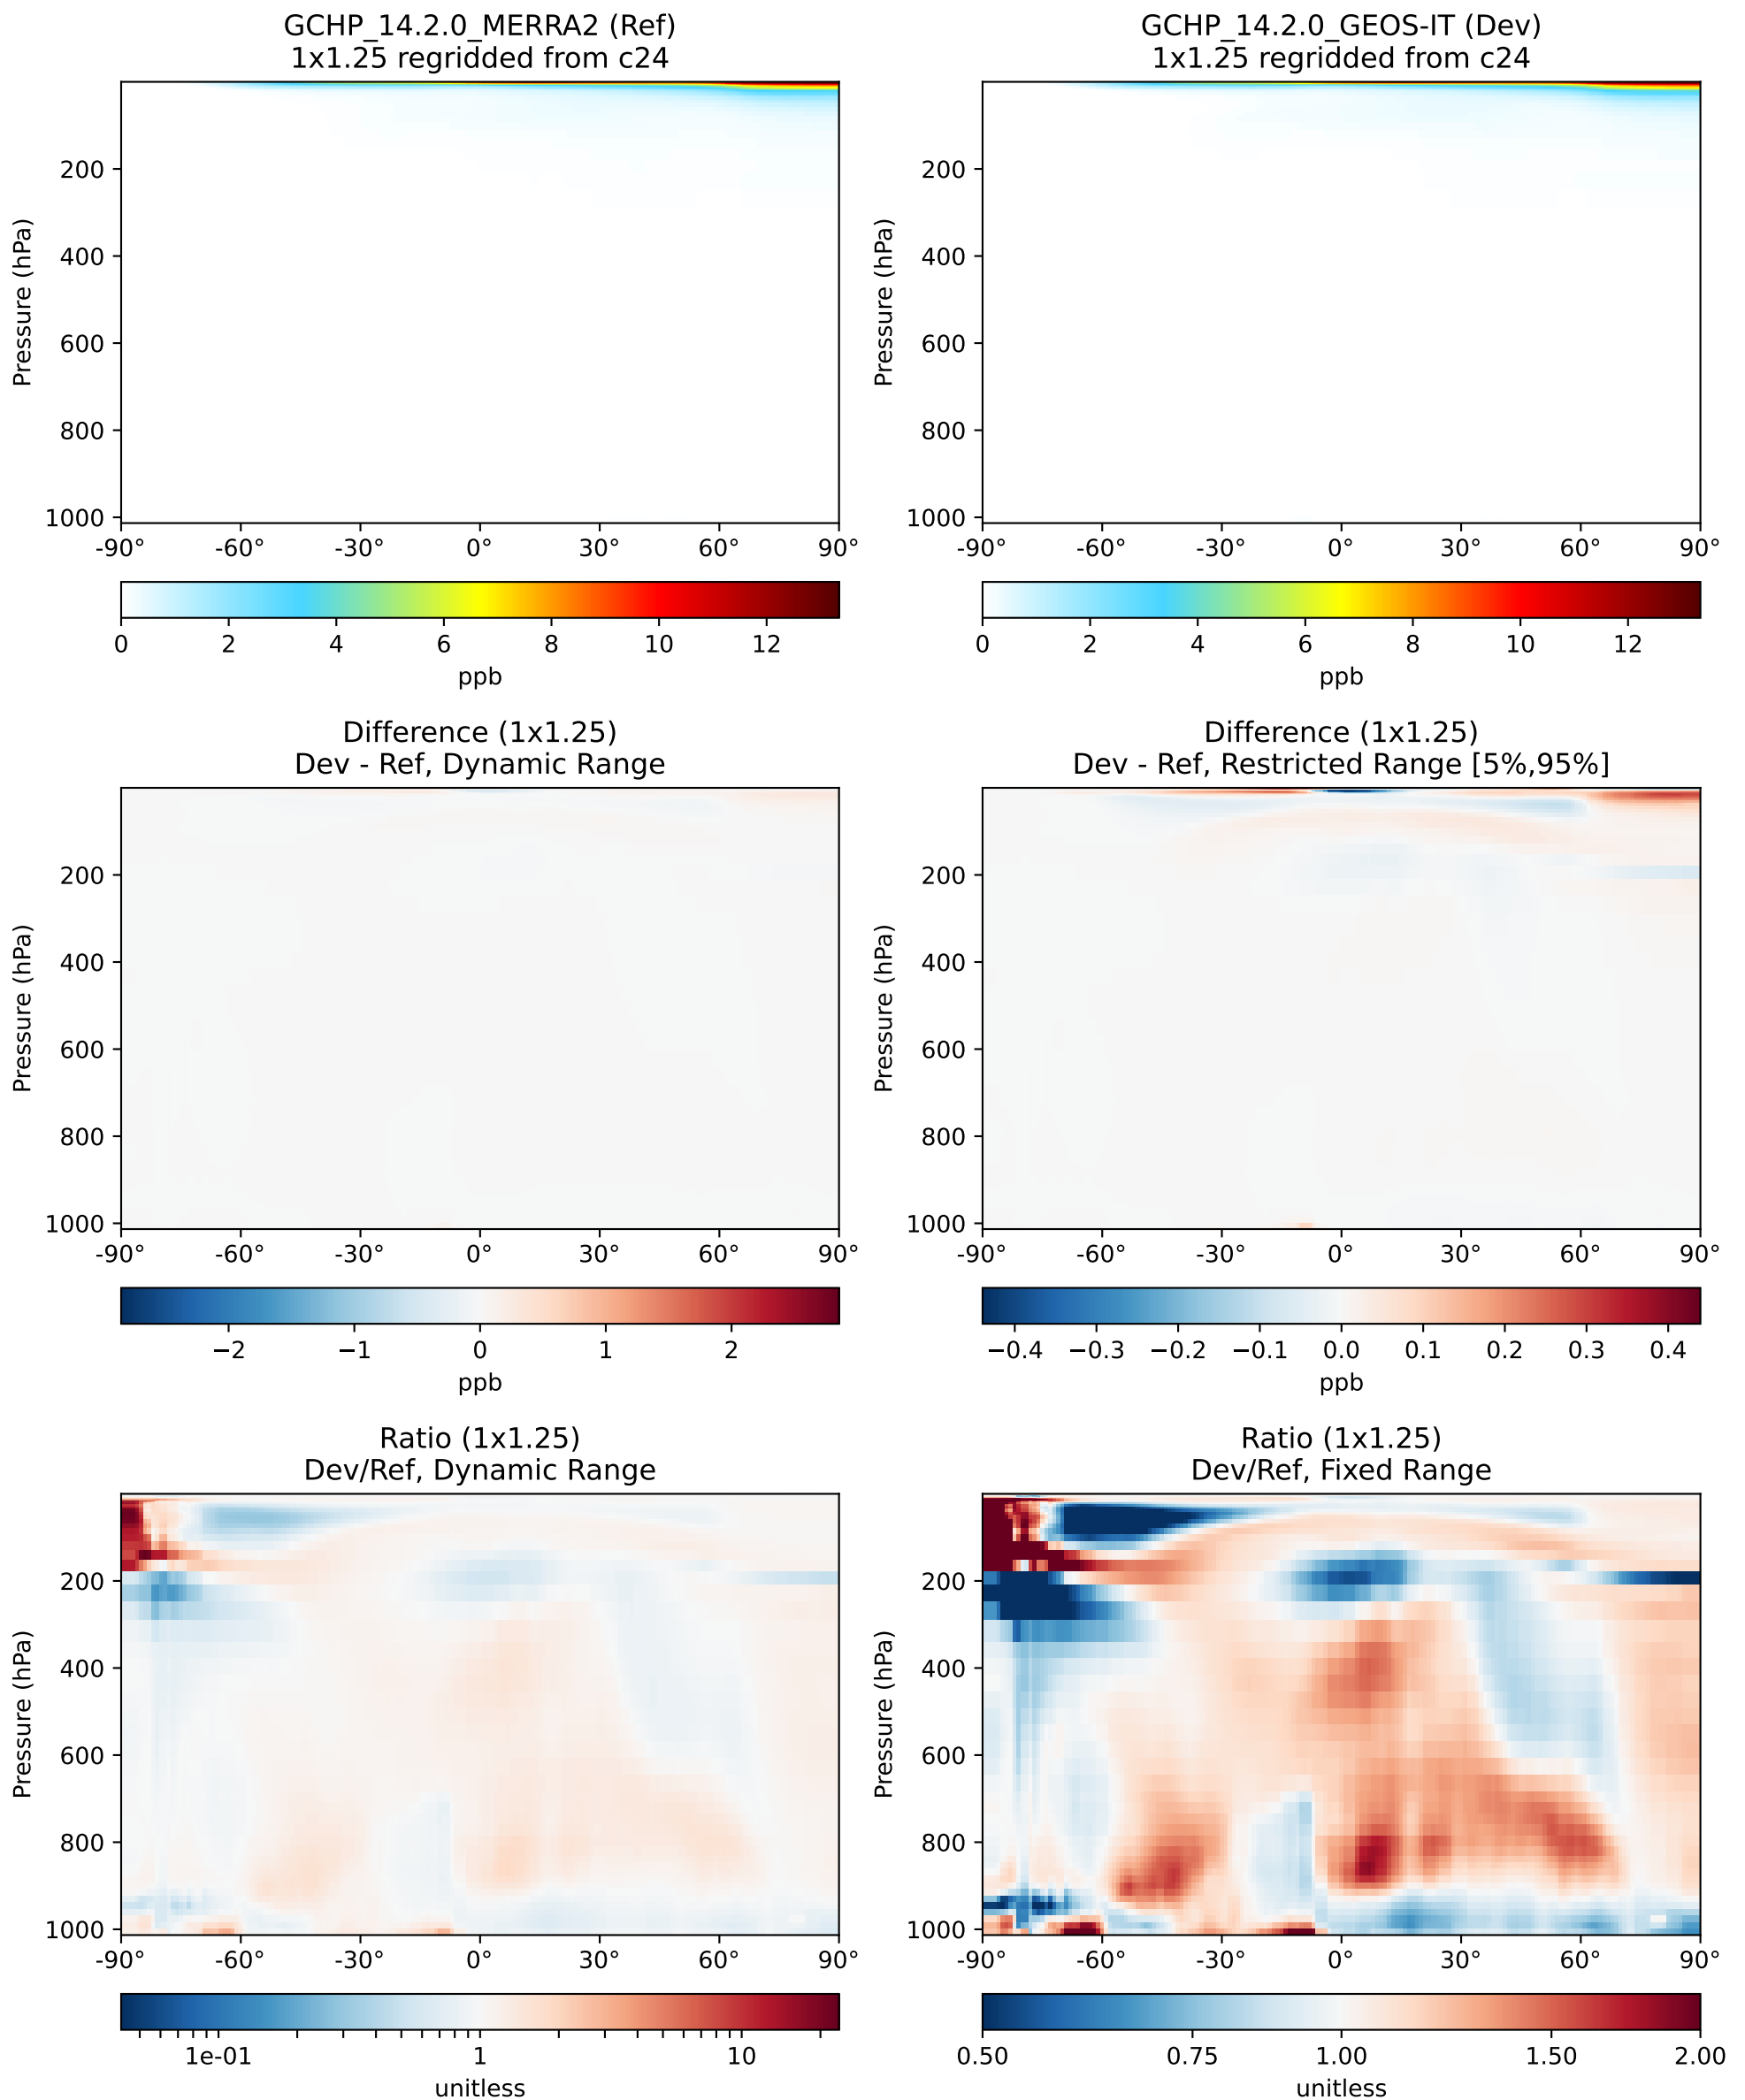 GCHP_14.2.0_MERRA2 (Ref)
1x1.25 regridded from c24
Pressure (hPa)
200
400
600
800
1000
-90° -60° -30° 0° 30° 60° 90°
0 2 4 6 8 10 12
ppb
GCHP_14.2.0_GEOS-IT (Dev)
1x1.25 regridded from c24
Pressure (hPa)
200
400
600
800
1000
-90° -60° -30° 0° 30° 60° 90°
0 2 4 6 8 10 12
ppb
Difference (1x1.25)
Dev - Ref, Dynamic Range
Pressure (hPa)
200
400
600
800
1000
-90° -60° -30° 0° 30° 60° 90°
−2 −1 0 1 2
ppb
Difference (1x1.25)
Dev - Ref, Restricted Range [5%,95%]
Pressure (hPa)
200
400
600
800
1000
-90° -60° -30° 0° 30° 60° 90°
−0.4 −0.3 −0.2 −0.1 0.0 0.1 0.2 0.3 0.4
ppb
Ratio (1x1.25)
Dev/Ref, Dynamic Range
Pressure (hPa)
200
400
600
800
1000
-90° -60° -30° 0° 30° 60° 90°
1e-01 1 10
unitless
Ratio (1x1.25)
Dev/Ref, Fixed Range
Pressure (hPa)
200
400
600
800
1000
-90° -60° -30° 0° 30° 60° 90°
0.50 0.75 1.00 1.50 2.00
unitless